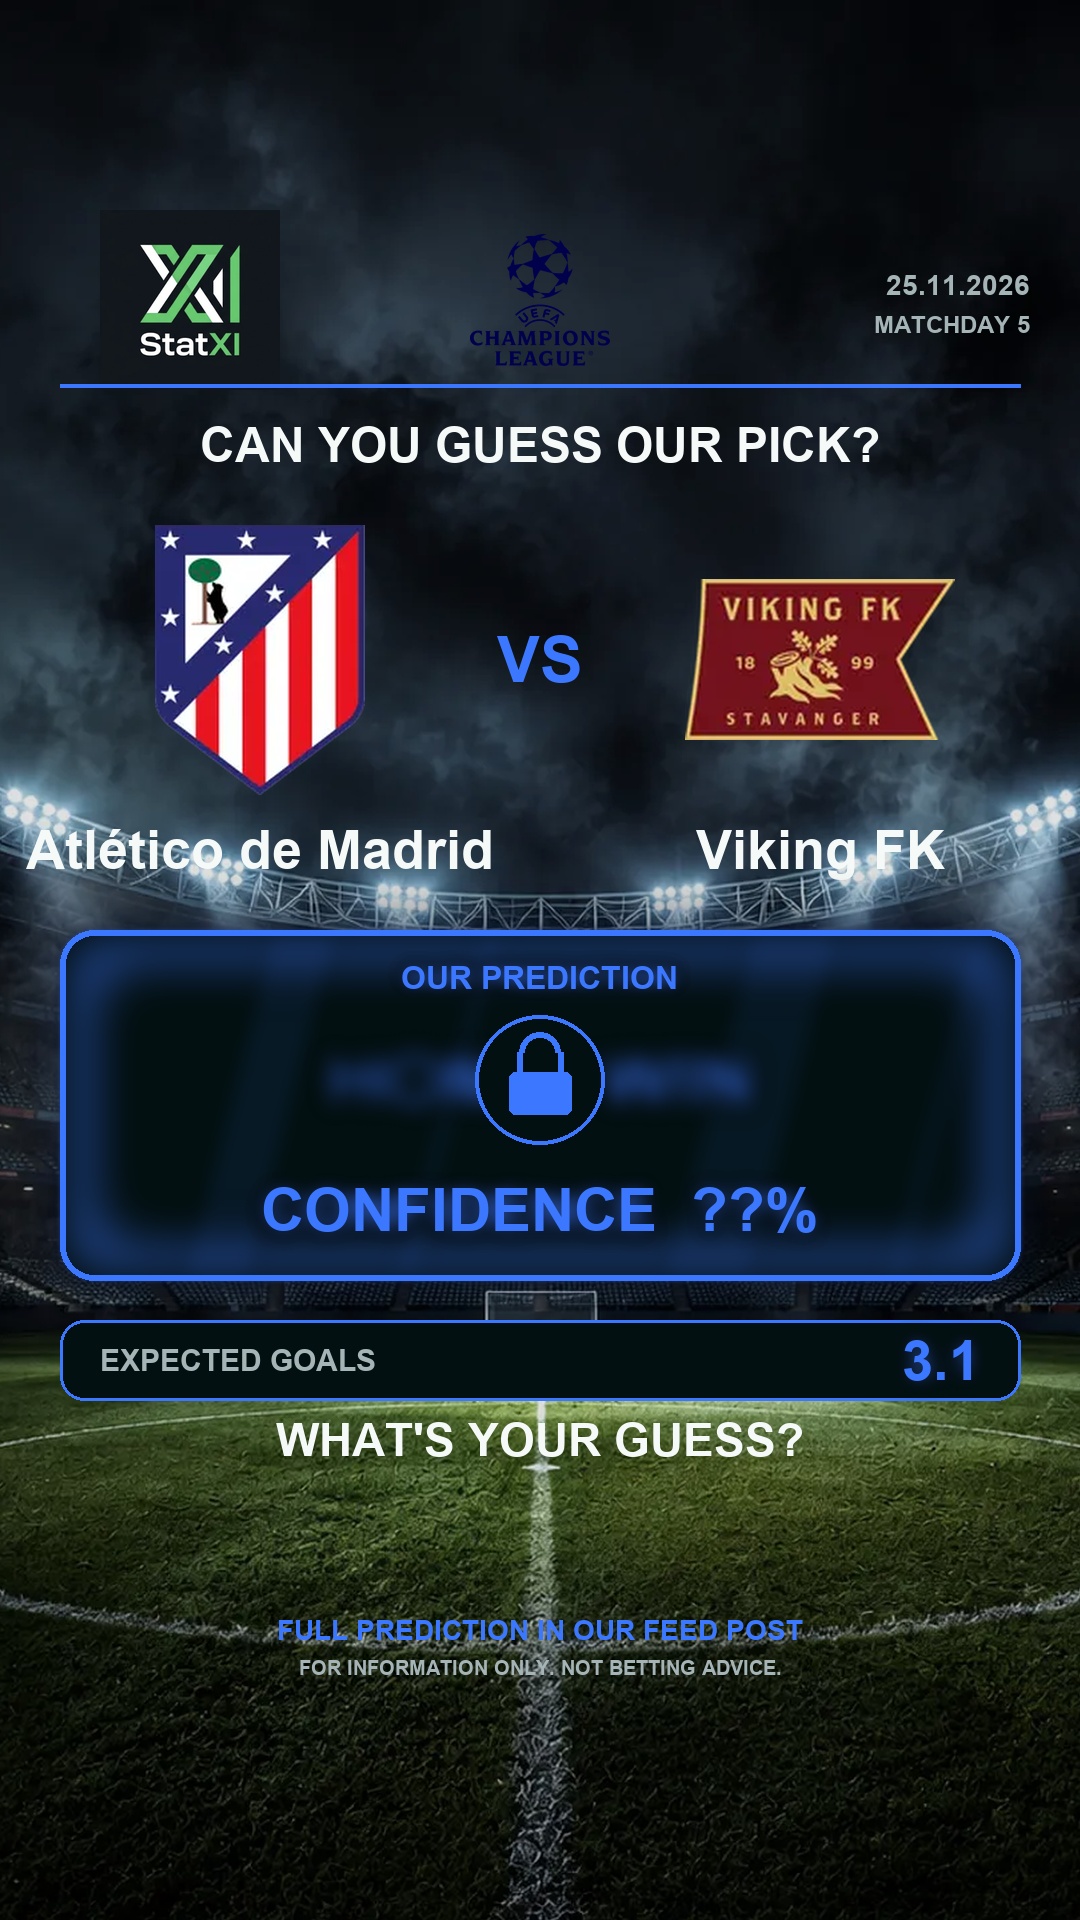 StatXI
UEFA
CHAMPIONS
LEAGUE
25.11.2026
MATCHDAY 5
CAN YOU GUESS OUR PICK?
VIKING FK
18 99
STAVANGER
VS
Atlético de Madrid
Viking FK
OUR PREDICTION
CONFIDENCE ??%
EXPECTED GOALS 3.1
WHAT'S YOUR GUESS?
FULL PREDICTION IN OUR FEED POST
FOR INFORMATION ONLY. NOT BETTING ADVICE.